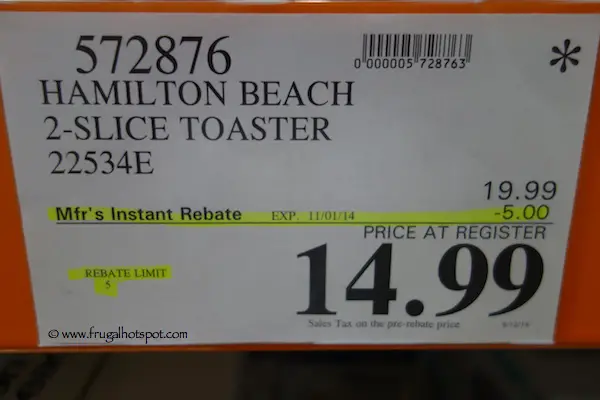 572876
0 000005 728763
*
HAMILTON BEACH
2-SLICE TOASTER
22534E
19.99
Mfr's Instant Rebate EXP. 11/01/14 -5.00
PRICE AT REGISTER
14.99
REBATE LIMIT
5
Sales Tax on the pre-rebate price
© www.frugalhotspot.com